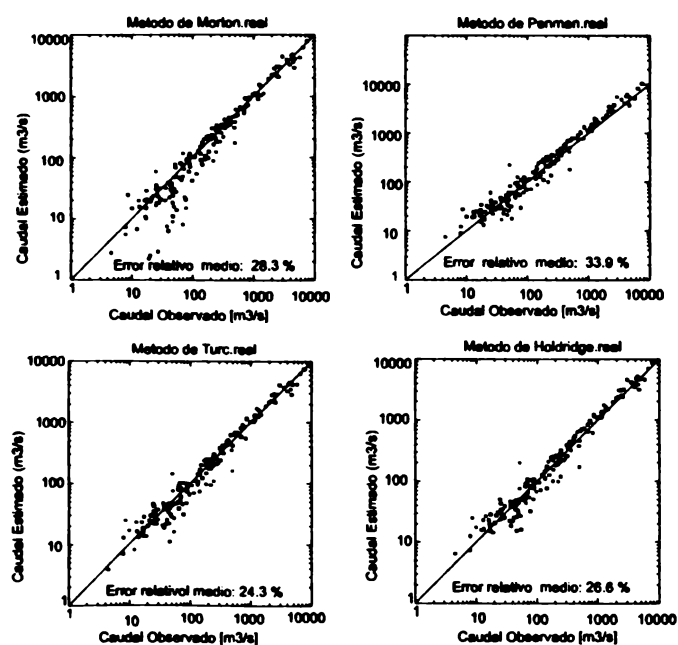 Metodo de Morton.real
10000
1000
100
10
1
Caudal Estimado (m3/s)
Error relativo medio: 28.3 %
1 10 100 1000 10000
Caudal Observado [m3/s]
Metodo de Penman.real
10000
1000
100
10
1
Caudal Estimado (m3/s)
Error relativo medio: 33.9 %
1 10 100 1000 10000
Caudal Observado [m3/s]
Metodo de Turc.real
10000
1000
100
10
1
Caudal Estimado (m3/s)
Error relativol medio: 24.3 %
1 10 100 1000 10000
Caudal Observado [m3/s]
Metodo de Holdridge.real
10000
1000
100
10
1
Caudal Estimado (m3/s)
Error relativo medio: 26.6 %
1 10 100 1000 10000
Caudal Observado [m3/s]